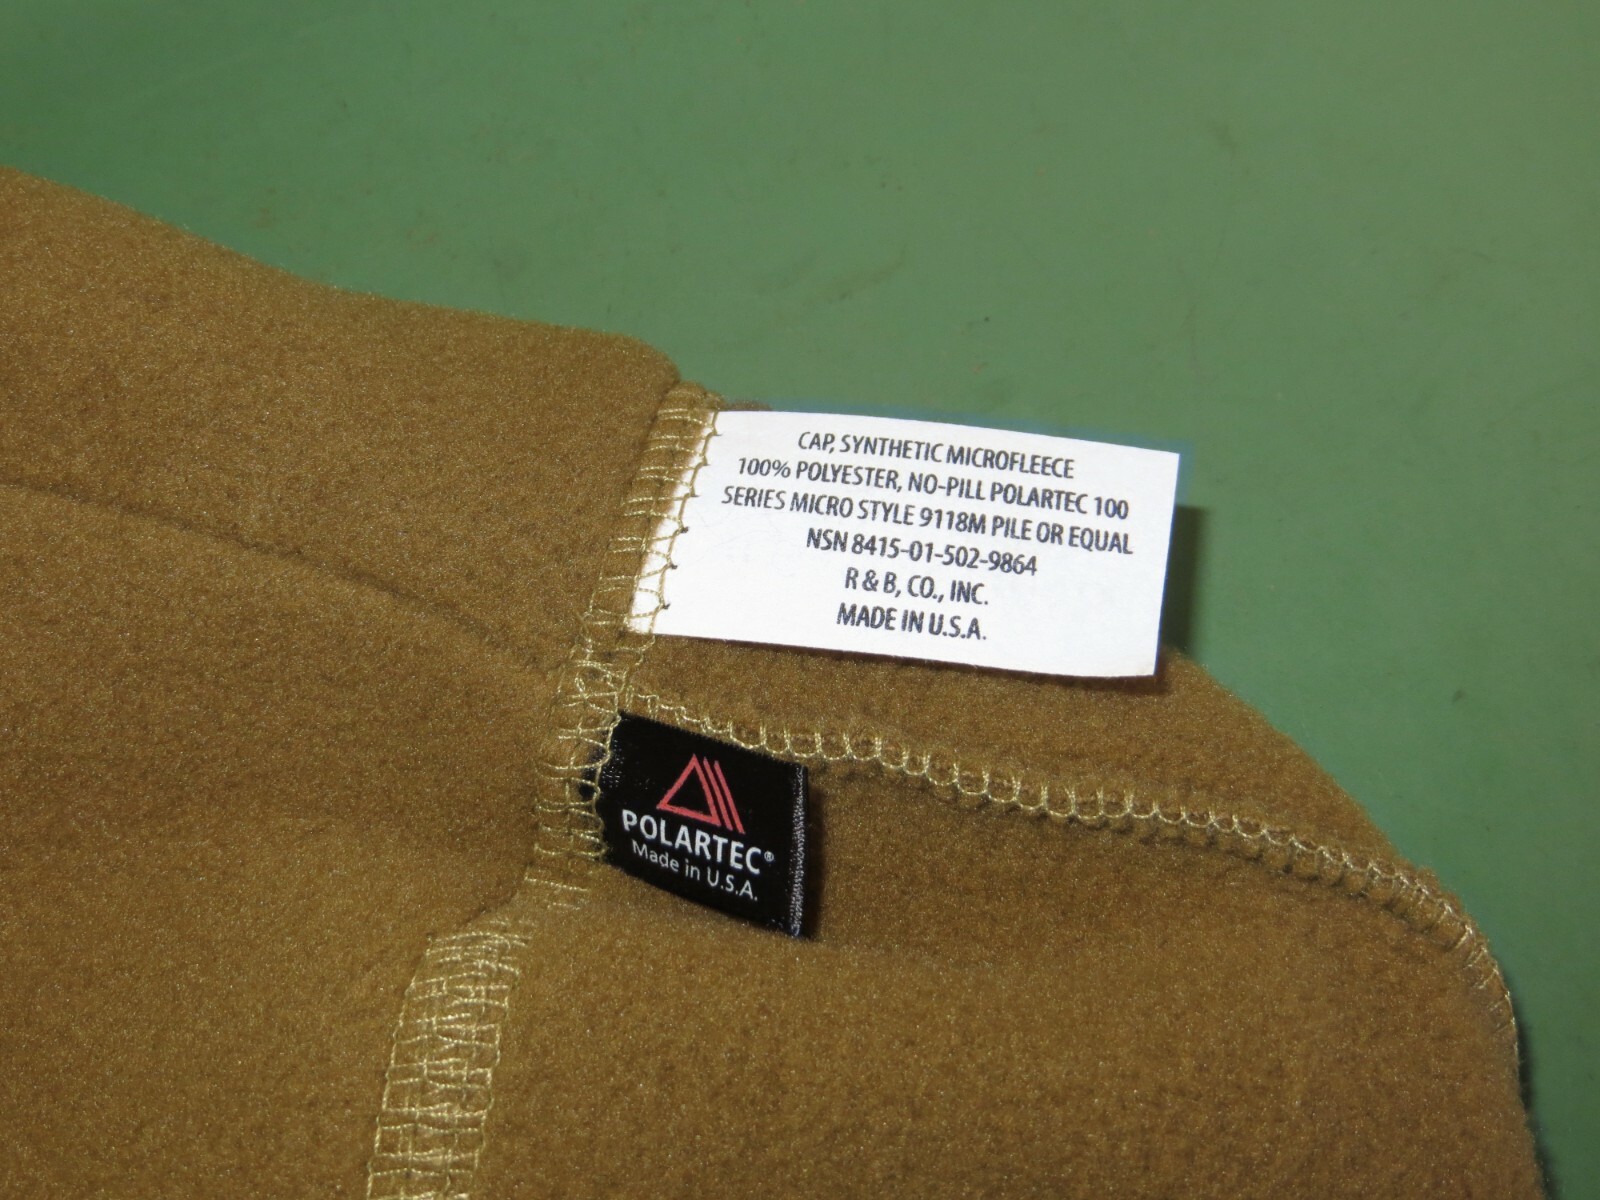 CAP, SYNTHETIC MICROFLEECE
100% POLYESTER, NO-PILL POLARTEC 100
SERIES MICRO STYLE 9118M PILE OR EQUAL
NSN 8415-01-502-9864
R & B, CO., INC.
MADE IN U.S.A.
POLARTEC®
Made in U.S.A.